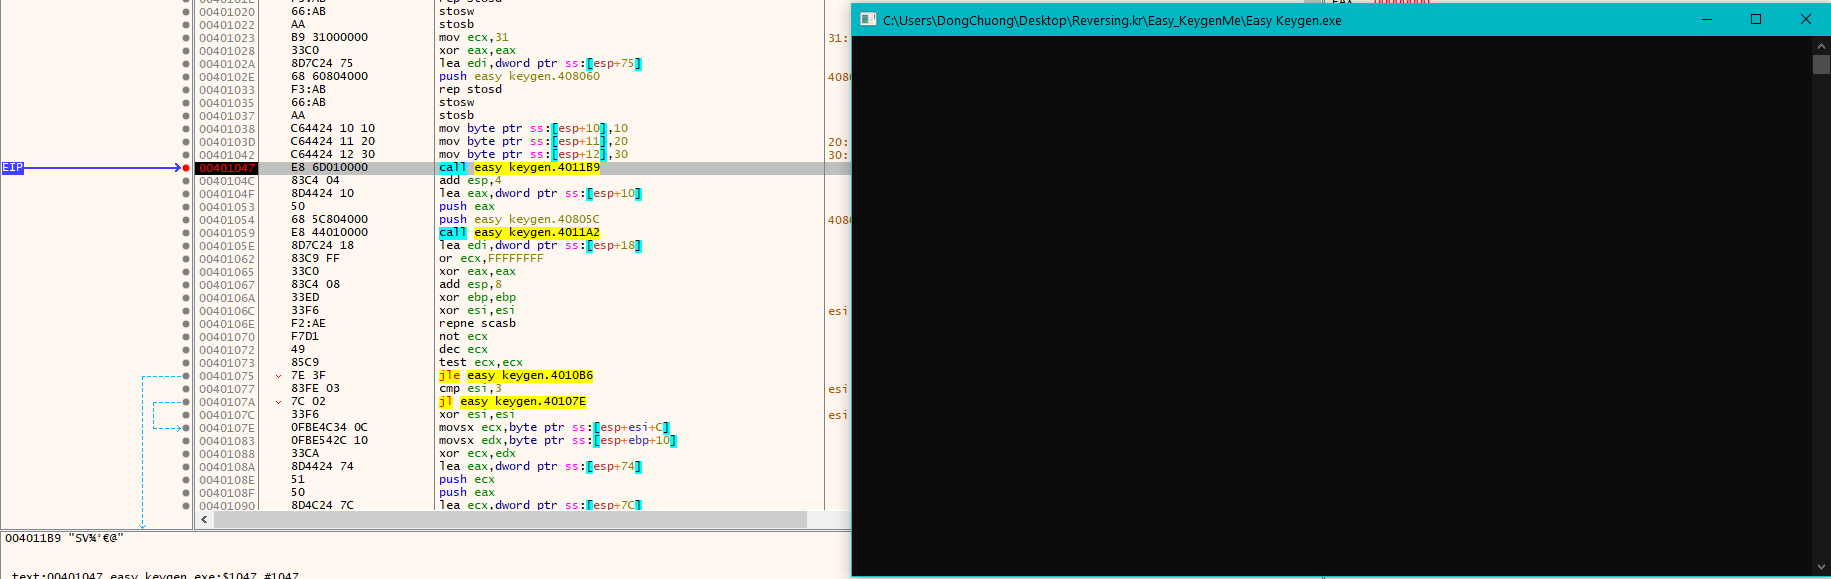 00401020 66:AB stosw
00401022 AA stosb
00401023 B9 31000000 mov ecx,31 31:
00401028 33C0 xor eax,eax
0040102A 8D7C24 75 lea edi,dword ptr ss:[esp+75]
0040102E 68 60804000 push easy keygen.408060 408
00401033 F3:AB rep stosd
00401035 66:AB stosw
00401037 AA stosb
00401038 C64424 10 10 mov byte ptr ss:[esp+10],10
0040103D C64424 11 20 mov byte ptr ss:[esp+11],20 20:
00401042 C64424 12 30 mov byte ptr ss:[esp+12],30 30:
EIP 00401047 E8 6D010000 call easy keygen.4011B9
0040104C 83C4 04 add esp,4
0040104F 8D4424 10 lea eax,dword ptr ss:[esp+10]
00401053 50 push eax
00401054 68 5C804000 push easy keygen.40805C 408
00401059 E8 44010000 call easy keygen.4011A2
0040105E 8D7C24 18 lea edi,dword ptr ss:[esp+18]
00401062 83C9 FF or ecx,FFFFFFFF
00401065 33C0 xor eax,eax
00401067 83C4 08 add esp,8
0040106A 33ED xor ebp,ebp
0040106C 33F6 xor esi,esi esi
0040106E F2:AE repne scasb
00401070 F7D1 not ecx
00401072 49 dec ecx
00401073 85C9 test ecx,ecx
00401075 7E 3F jle easy keygen.4010B6
00401077 83FE 03 cmp esi,3 esi
0040107A 7C 02 jl easy keygen.40107E
0040107C 33F6 xor esi,esi esi
0040107E 0FBE4C34 0C movsx ecx,byte ptr ss:[esp+esi+C]
00401083 0FBE542C 10 movsx edx,byte ptr ss:[esp+ebp+10]
00401088 33CA xor ecx,edx
0040108A 8D4424 74 lea eax,dword ptr ss:[esp+74]
0040108E 51 push ecx
0040108F 50 push eax
00401090 8D4C24 7C lea ecx,dword ptr ss:[esp+7C]
004011B9 "SV¾°€@"
.text:00401047 easy keygen.exe:$1047 #1047
C:\Users\DongChuong\Desktop\Reversing.kr\Easy_KeygenMe\Easy Keygen.exe